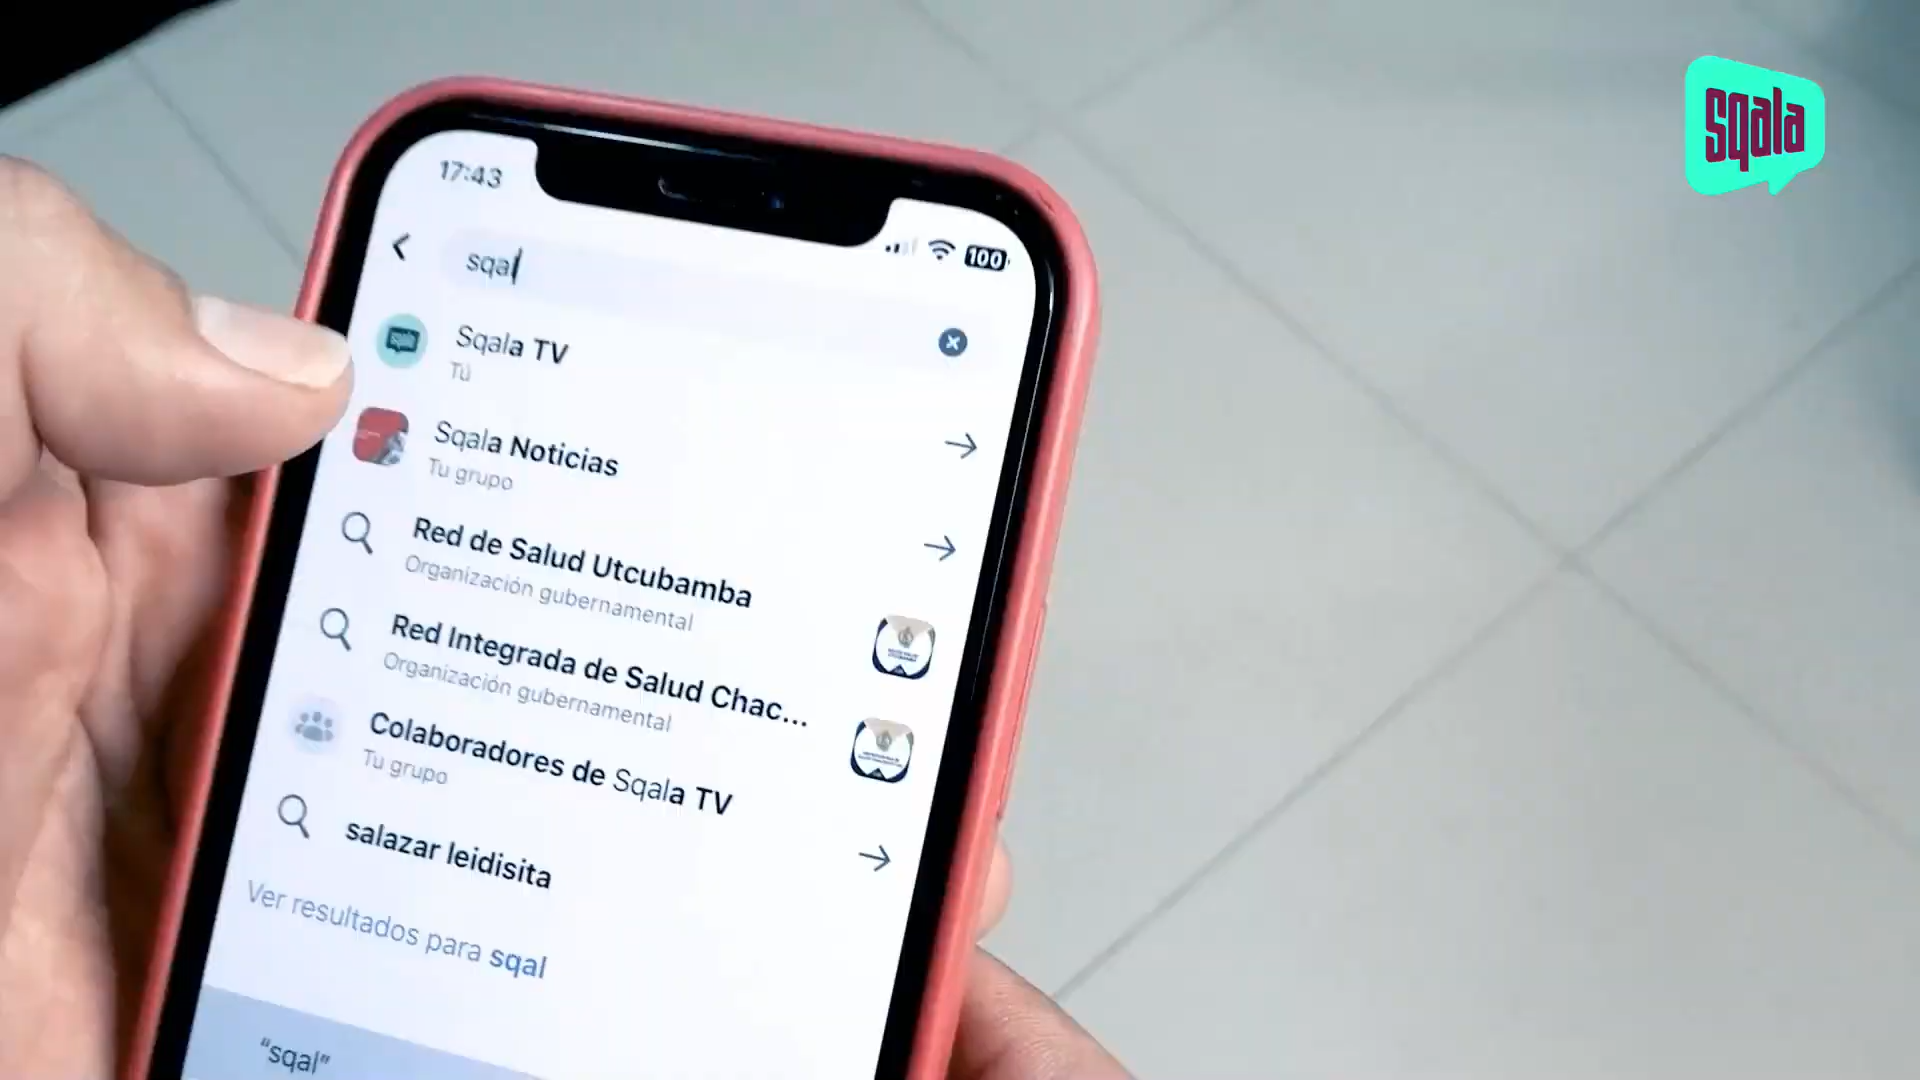 sqala
17:43
100
sqal
Sqala TV
Tú
Sqala Noticias
Tu grupo
Red de Salud Utcubamba
Organización gubernamental
Red Integrada de Salud Chac...
Organización gubernamental
Colaboradores de Sqala TV
Tu grupo
salazar leidisita
Ver resultados para sqal
“sqal”